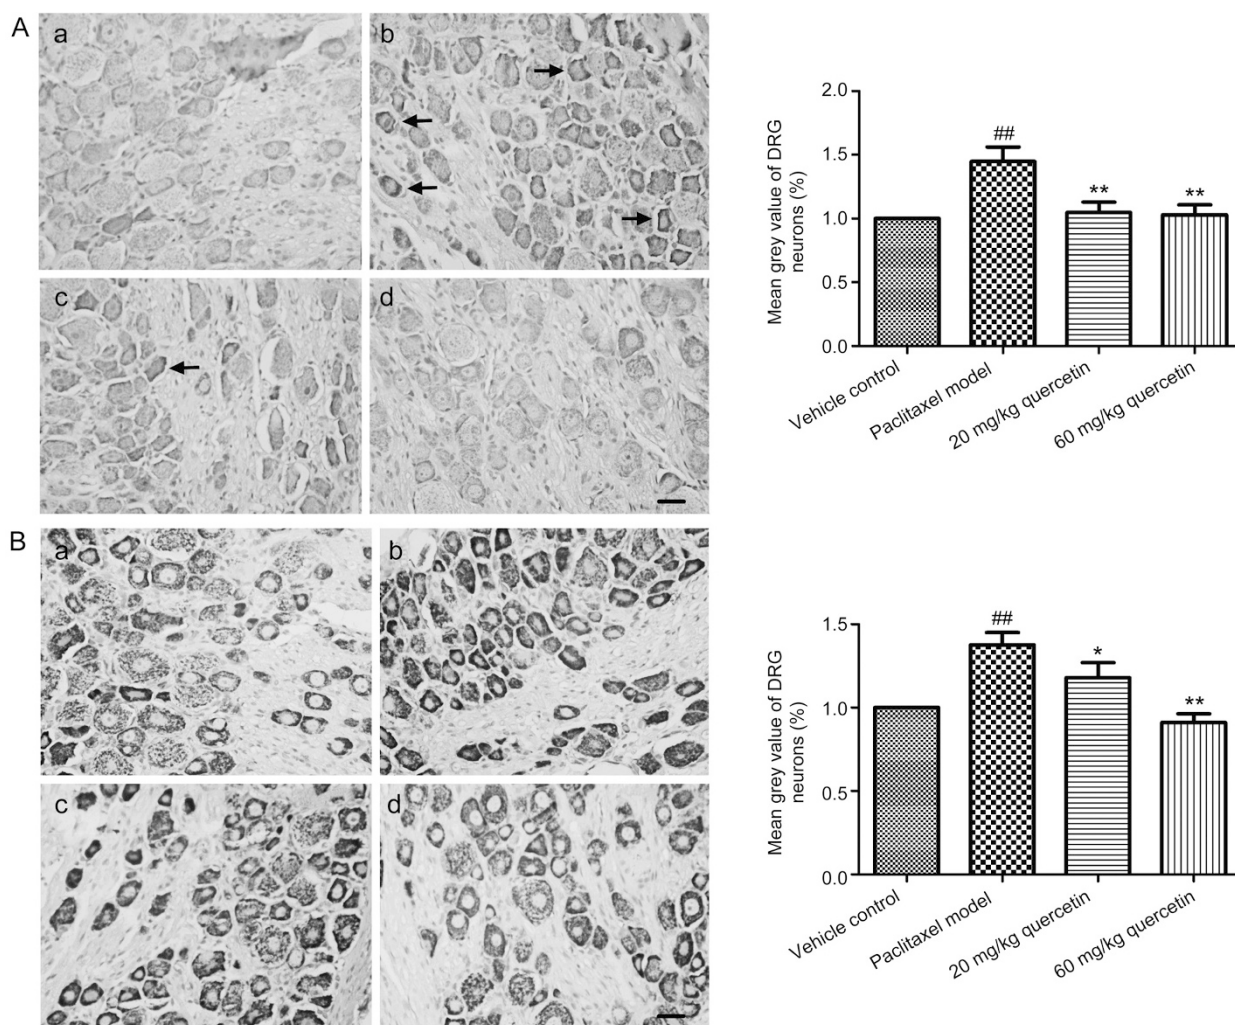 A
a
b
c
d
Mean grey value of DRG
neurons (%)
2.0
1.5
1.0
0.5
0.0
##
**
**
Vehicle control
Paclitaxel model
20 mg/kg quercetin
60 mg/kg quercetin
B
a
b
c
d
Mean grey value of DRG
neurons (%)
1.5
1.0
0.5
0.0
##
*
**
Vehicle control
Paclitaxel model
20 mg/kg quercetin
60 mg/kg quercetin